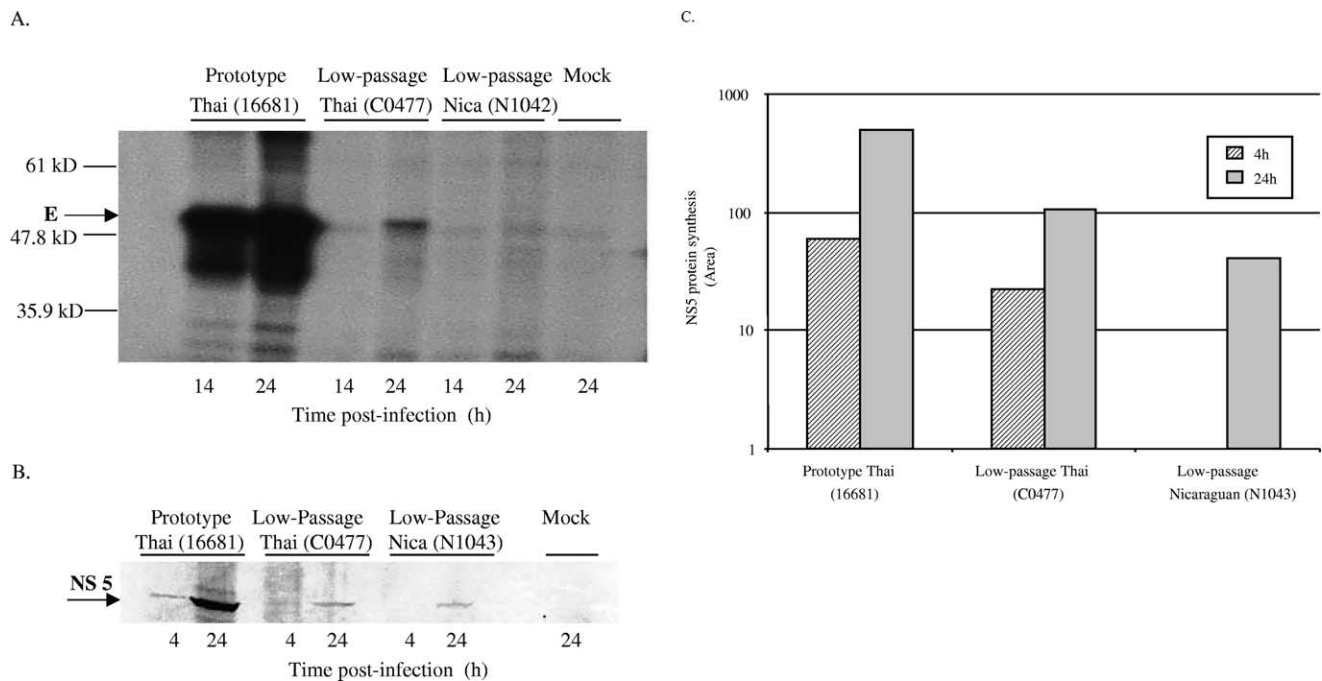 A.
Prototype Low-passage Low-passage Mock
Thai (16681) Thai (C0477) Nica (N1042)
61 kD
E
47.8 kD
35.9 kD
14 24 14 24 14 24 24
Time post-infection (h)
B.
Prototype Low-Passage Low-Passage Mock
Thai (16681) Thai (C0477) Nica (N1043)
NS 5
4 24 4 24 4 24 24
Time post-infection (h)
C.
1000
100
10
1
NS5 protein synthesis
(Area)
4h
24h
Prototype Thai Low-passage Thai Low-passage
(16681) (C0477) Nicaraguan (N1043)